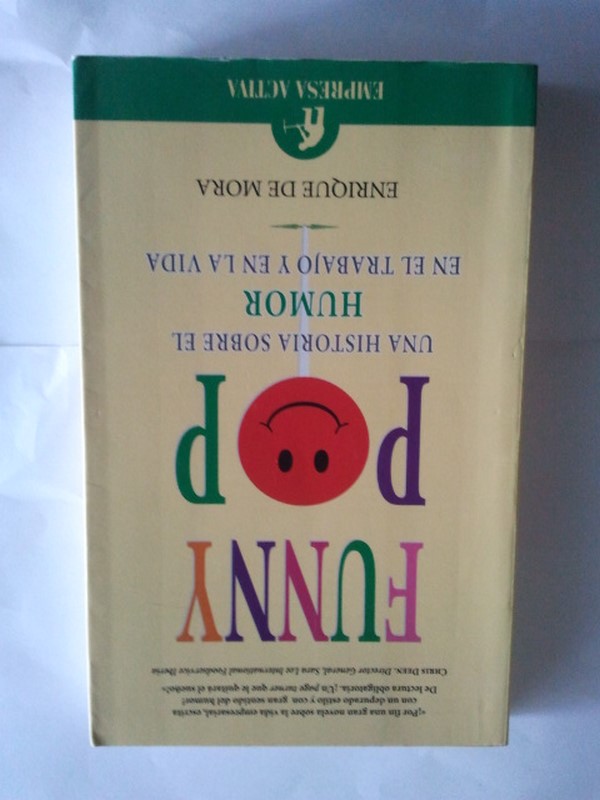 «¡Por fin una gran novela sobre la vida empresarial, escrita
con un depurado estilo y con gran sentido del humor!
De lectura obligatoria. ¡Un page turner que le quitará el sueño!»
CHRIS DEEN. Director General, Sara Lee International Foodservice Iberia
FUNNY
POP
UNA HISTORIA SOBRE EL
HUMOR
EN EL TRABAJO Y EN LA VIDA
ENRIQUE DE MORA
EMPRESA ACTIVA